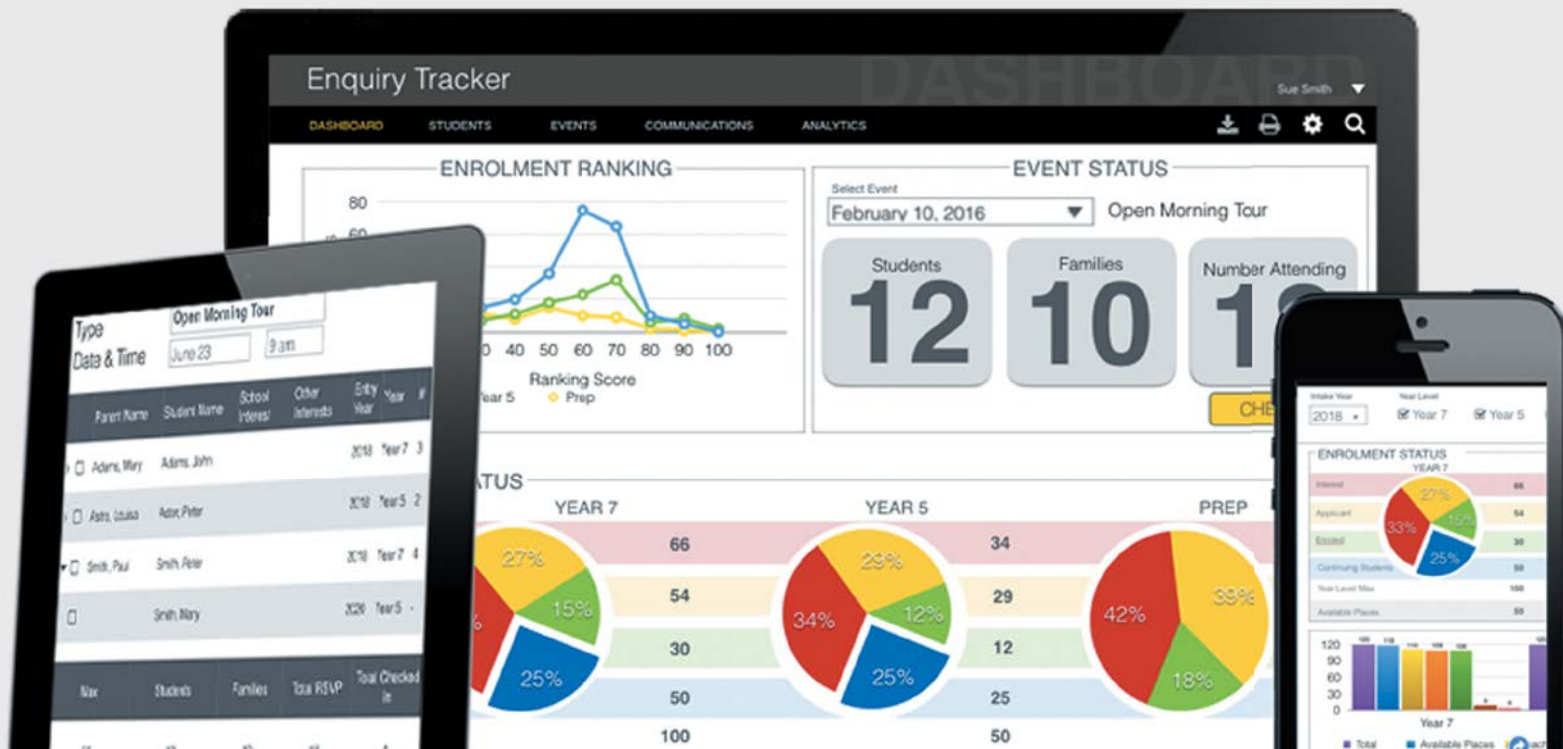 DASHBOARD
Enquiry Tracker
Sue Smith
DASHBOARD STUDENTS EVENTS COMMUNICATIONS ANALYTICS
ENROLMENT RANKING
80
60
40 50 60 70 80 90 100
Ranking Score
Year 5 Prep
EVENT STATUS
Select Event
February 10, 2016 Open Morning Tour
Students Families Number Attending
12 10
YEAR 7 YEAR 5 PREP
27% 15% 25%
66
54
30
50
100
29% 34% 12% 25%
34
29
12
25
50
42% 39% 18%
Type Open Morning Tour
Date & Time June 23 9 am
Parent Name Student Name School Interest Other Interests Entry Year Year #
Adams, Mary Adams, John 2018 Year 7 3
Astra, Louisa Peter 2018 Year 5 2
Smith, Paul Smith, Peter 2018 Year 7 4
Smith, Mary 2020 Year 5 -
Max Students Families Total RSVP Total Checked In
Intake Year Year Level
2018 Year 7 Year 5
ENROLMENT STATUS
YEAR 7
Interest 66
Applicant 54
Enrolled 30
Continuing Students 50
Year Level Max 100
Available Places 50
27% 33% 15% 25%
120
90
60
30
0
Year 7
Total Available Places